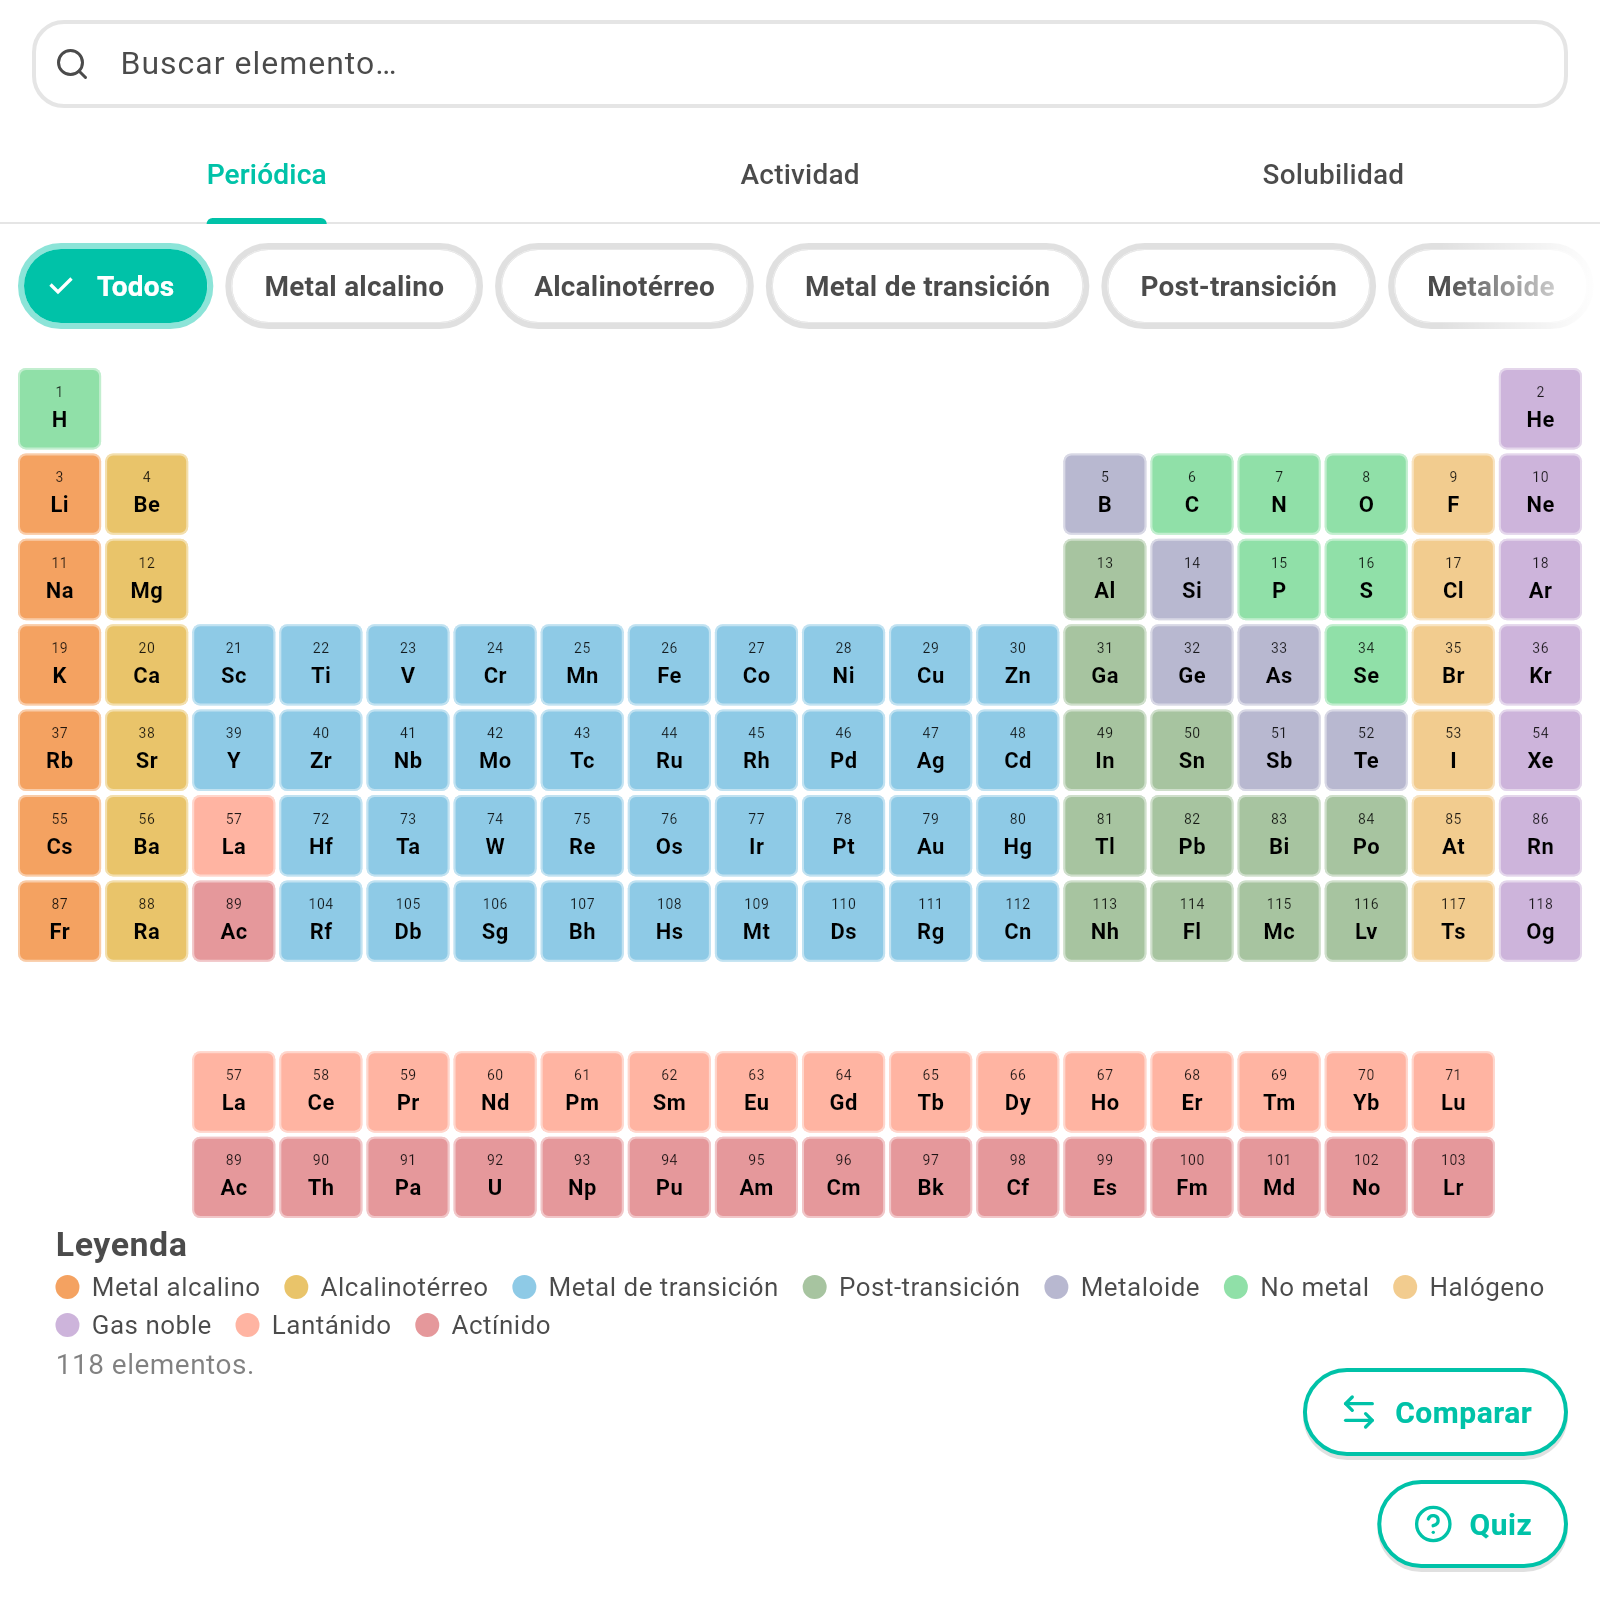 Buscar elemento...
Periódica Actividad Solubilidad
Todos Metal alcalino Alcalinotérreo Metal de transición Post-transición Metaloide
1 2
H He
3 4 5 6 7 8 9 10
Li Be B C N O F Ne
11 12 13 14 15 16 17 18
Na Mg Al Si P S Cl Ar
19 20 21 22 23 24 25 26 27 28 29 30 31 32 33 34 35 36
K Ca Sc Ti V Cr Mn Fe Co Ni Cu Zn Ga Ge As Se Br Kr
37 38 39 40 41 42 43 44 45 46 47 48 49 50 51 52 53 54
Rb Sr Y Zr Nb Mo Tc Ru Rh Pd Ag Cd In Sn Sb Te I Xe
55 56 57 72 73 74 75 76 77 78 79 80 81 82 83 84 85 86
Cs Ba La Hf Ta W Re Os Ir Pt Au Hg Tl Pb Bi Po At Rn
87 88 89 104 105 106 107 108 109 110 111 112 113 114 115 116 117 118
Fr Ra Ac Rf Db Sg Bh Hs Mt Ds Rg Cn Nh Fl Mc Lv Ts Og
57 58 59 60 61 62 63 64 65 66 67 68 69 70 71
La Ce Pr Nd Pm Sm Eu Gd Tb Dy Ho Er Tm Yb Lu
89 90 91 92 93 94 95 96 97 98 99 100 101 102 103
Ac Th Pa U Np Pu Am Cm Bk Cf Es Fm Md No Lr
Leyenda
Metal alcalino Alcalinotérreo Metal de transición Post-transición Metaloide No metal Halógeno
Gas noble Lantánido Actínido
118 elementos.
Comparar
Quiz